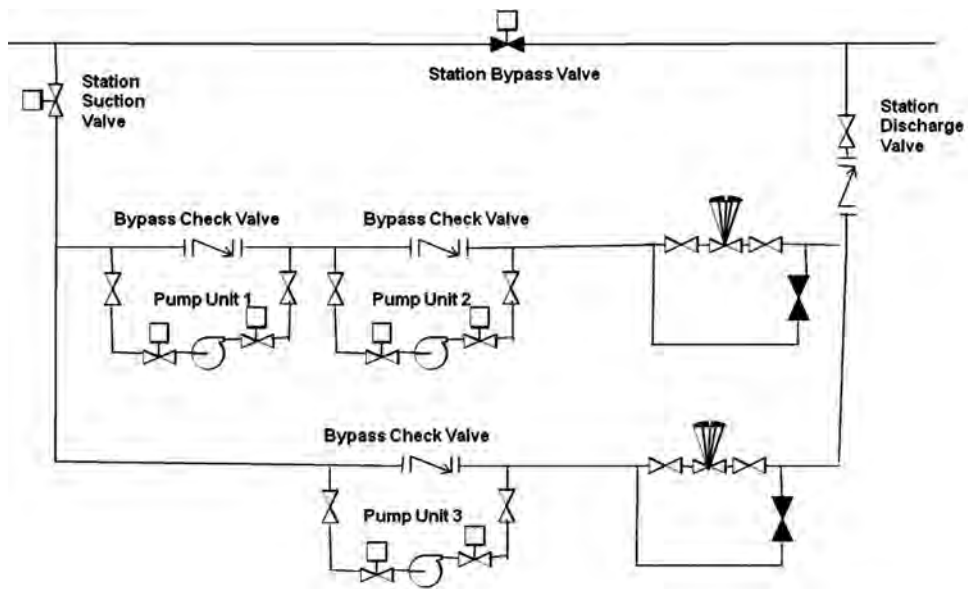 Station Bypass Valve
Station
Suction
Valve
Station
Discharge
Valve
Bypass Check Valve
Bypass Check Valve
Pump Unit 1
Pump Unit 2
Bypass Check Valve
Pump Unit 3